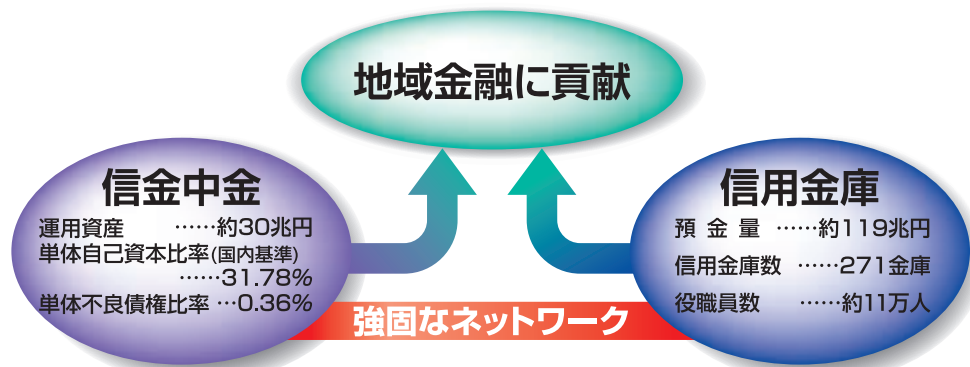 地域金融に貢献
信金中金
運用資産 ……約30兆円
単体自己資本比率(国内基準)
……31.78%
単体不良債権比率 …0.36%
信用金庫
預金量 ……約119兆円
信用金庫数 ……271金庫
役職員数 ……約11万人
強固なネットワーク